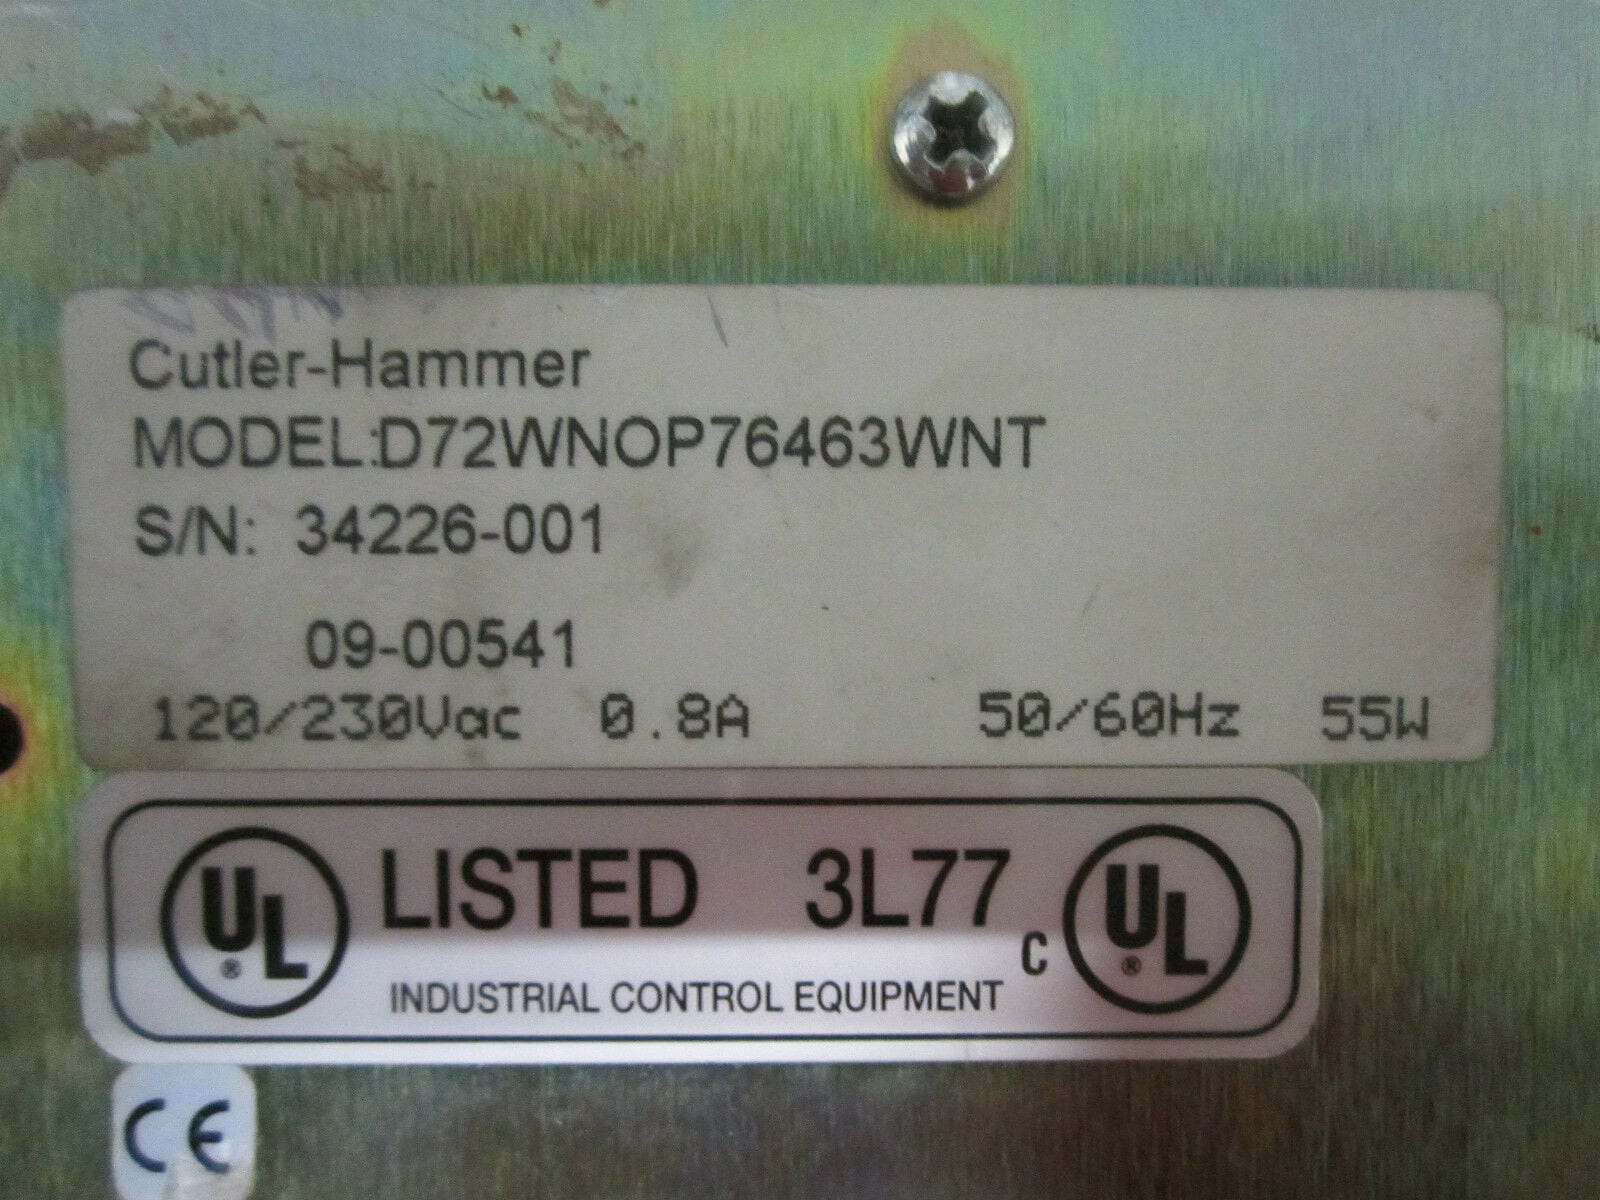 Cutler-Hammer
MODEL:D72WNOP76463WNT
S/N: 34226-001
09-00541
120/230Vac 0.8A 50/60Hz 55W
UL® LISTED 3L77 C UL®
INDUSTRIAL CONTROL EQUIPMENT
CE